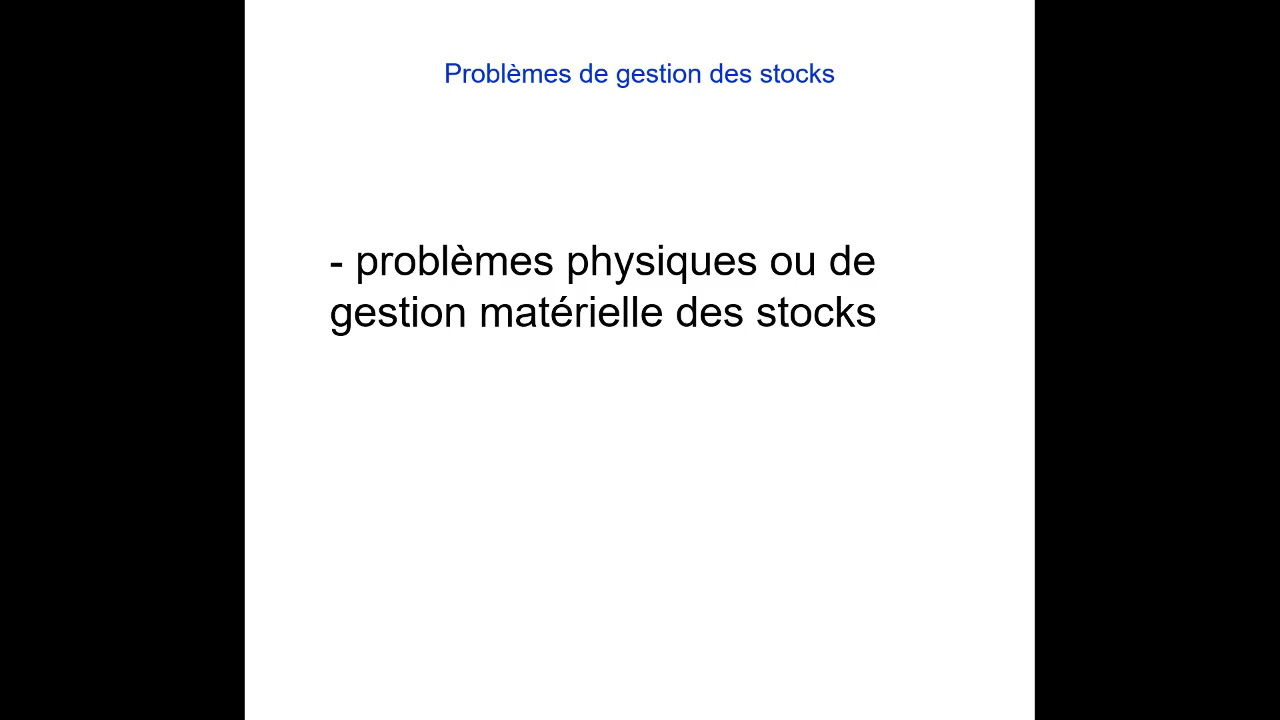 Problèmes de gestion des stocks
- problèmes physiques ou de
gestion matérielle des stocks